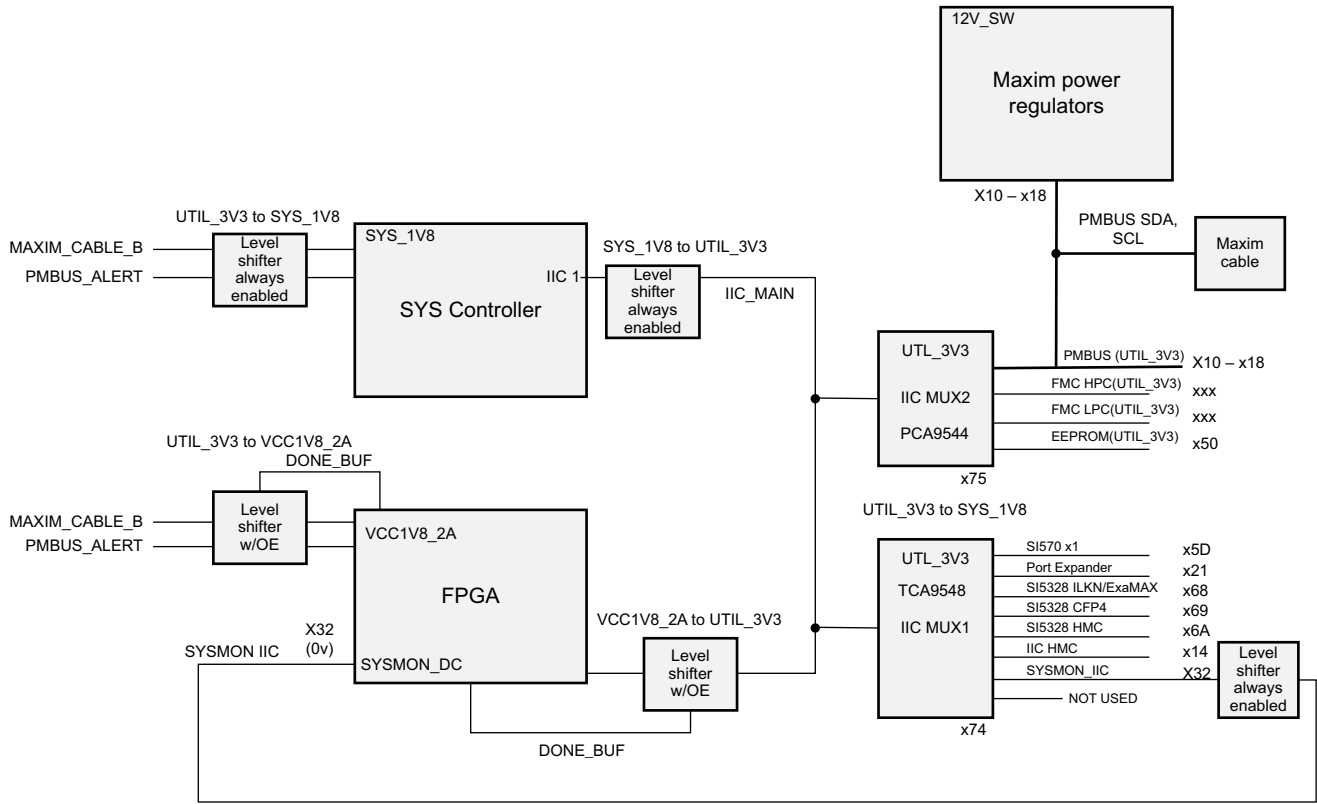 12V_SW
Maxim power
regulators
X10 – x18
PMBUS SDA,
SCL
Maxim
cable
UTIL_3V3 to SYS_1V8
MAXIM_CABLE_B
PMBUS_ALERT
Level
shifter
always
enabled
SYS_1V8
IIC 1
SYS Controller
SYS_1V8 to UTIL_3V3
Level
shifter
always
enabled
IIC_MAIN
UTL_3V3
IIC MUX2
PCA9544
x75
PMBUS (UTIL_3V3)
X10 – x18
FMC HPC(UTIL_3V3)
xxx
FMC LPC(UTIL_3V3)
xxx
EEPROM(UTIL_3V3)
x50
UTIL_3V3 to VCC1V8_2A
DONE_BUF
MAXIM_CABLE_B
PMBUS_ALERT
Level
shifter
w/OE
VCC1V8_2A
FPGA
SYSMON_DC
X32
(0v)
SYSMON IIC
VCC1V8_2A to UTIL_3V3
Level
shifter
w/OE
DONE_BUF
UTIL_3V3 to SYS_1V8
UTL_3V3
TCA9548
IIC MUX1
x74
SI570 x1
x5D
Port Expander
x21
SI5328 ILKN/ExaMAX
x68
SI5328 CFP4
x69
SI5328 HMC
x6A
IIC HMC
x14
SYSMON_IIC
X32
NOT USED
Level
shifter
always
enabled